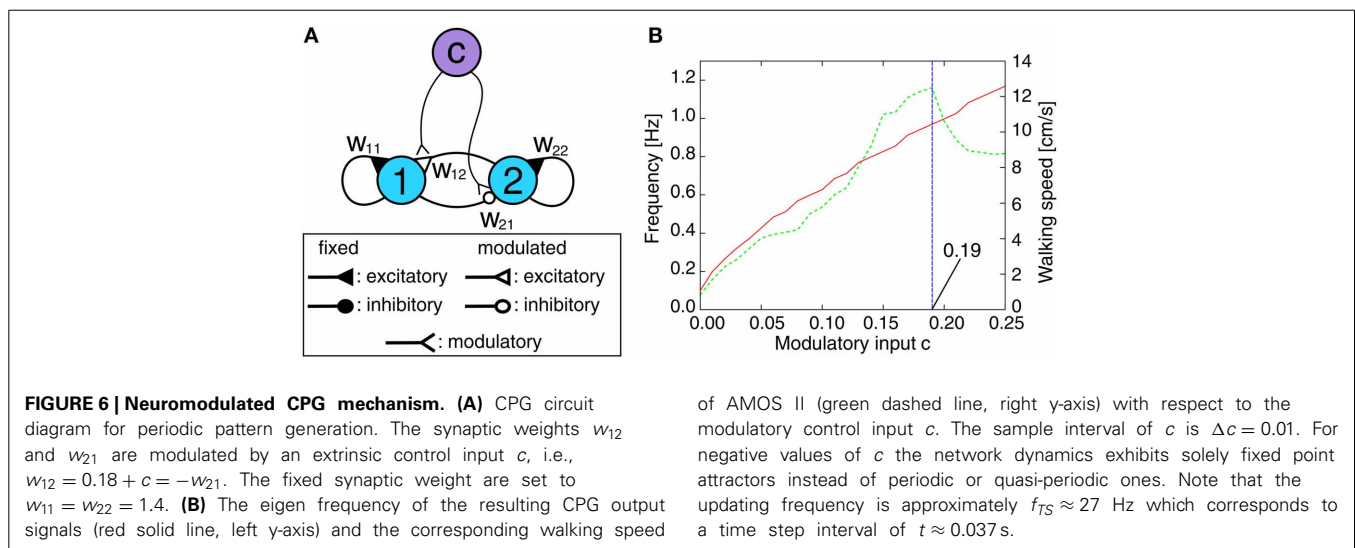 A
C
W₁₁
W₂₂
1
W₁₂
2
W₂₁
fixed modulated
: excitatory : excitatory
: inhibitory : inhibitory
: modulatory
B
Frequency [Hz]
1.2
1.0
0.8
0.6
0.4
0.2
0.0
14
12
10
8
6
4
2
0
Walking speed [cm/s]
0.19
0.00 0.05 0.10 0.15 0.20 0.25
Modulatory input c
FIGURE 6 | Neuromodulated CPG mechanism. (A) CPG circuit
diagram for periodic pattern generation. The synaptic weights w₁₂
and w₂₁ are modulated by an extrinsic control input c, i.e.,
w₁₂ = 0.18 + c = −w₂₁. The fixed synaptic weight are set to
w₁₁ = w₂₂ = 1.4. (B) The eigen frequency of the resulting CPG output
signals (red solid line, left y-axis) and the corresponding walking speed
of AMOS II (green dashed line, right y-axis) with respect to the
modulatory control input c. The sample interval of c is Δc = 0.01. For
negative values of c the network dynamics exhibits solely fixed point
attractors instead of periodic or quasi-periodic ones. Note that the
updating frequency is approximately f_TS ≈ 27 Hz which corresponds to
a time step interval of t ≈ 0.037 s.